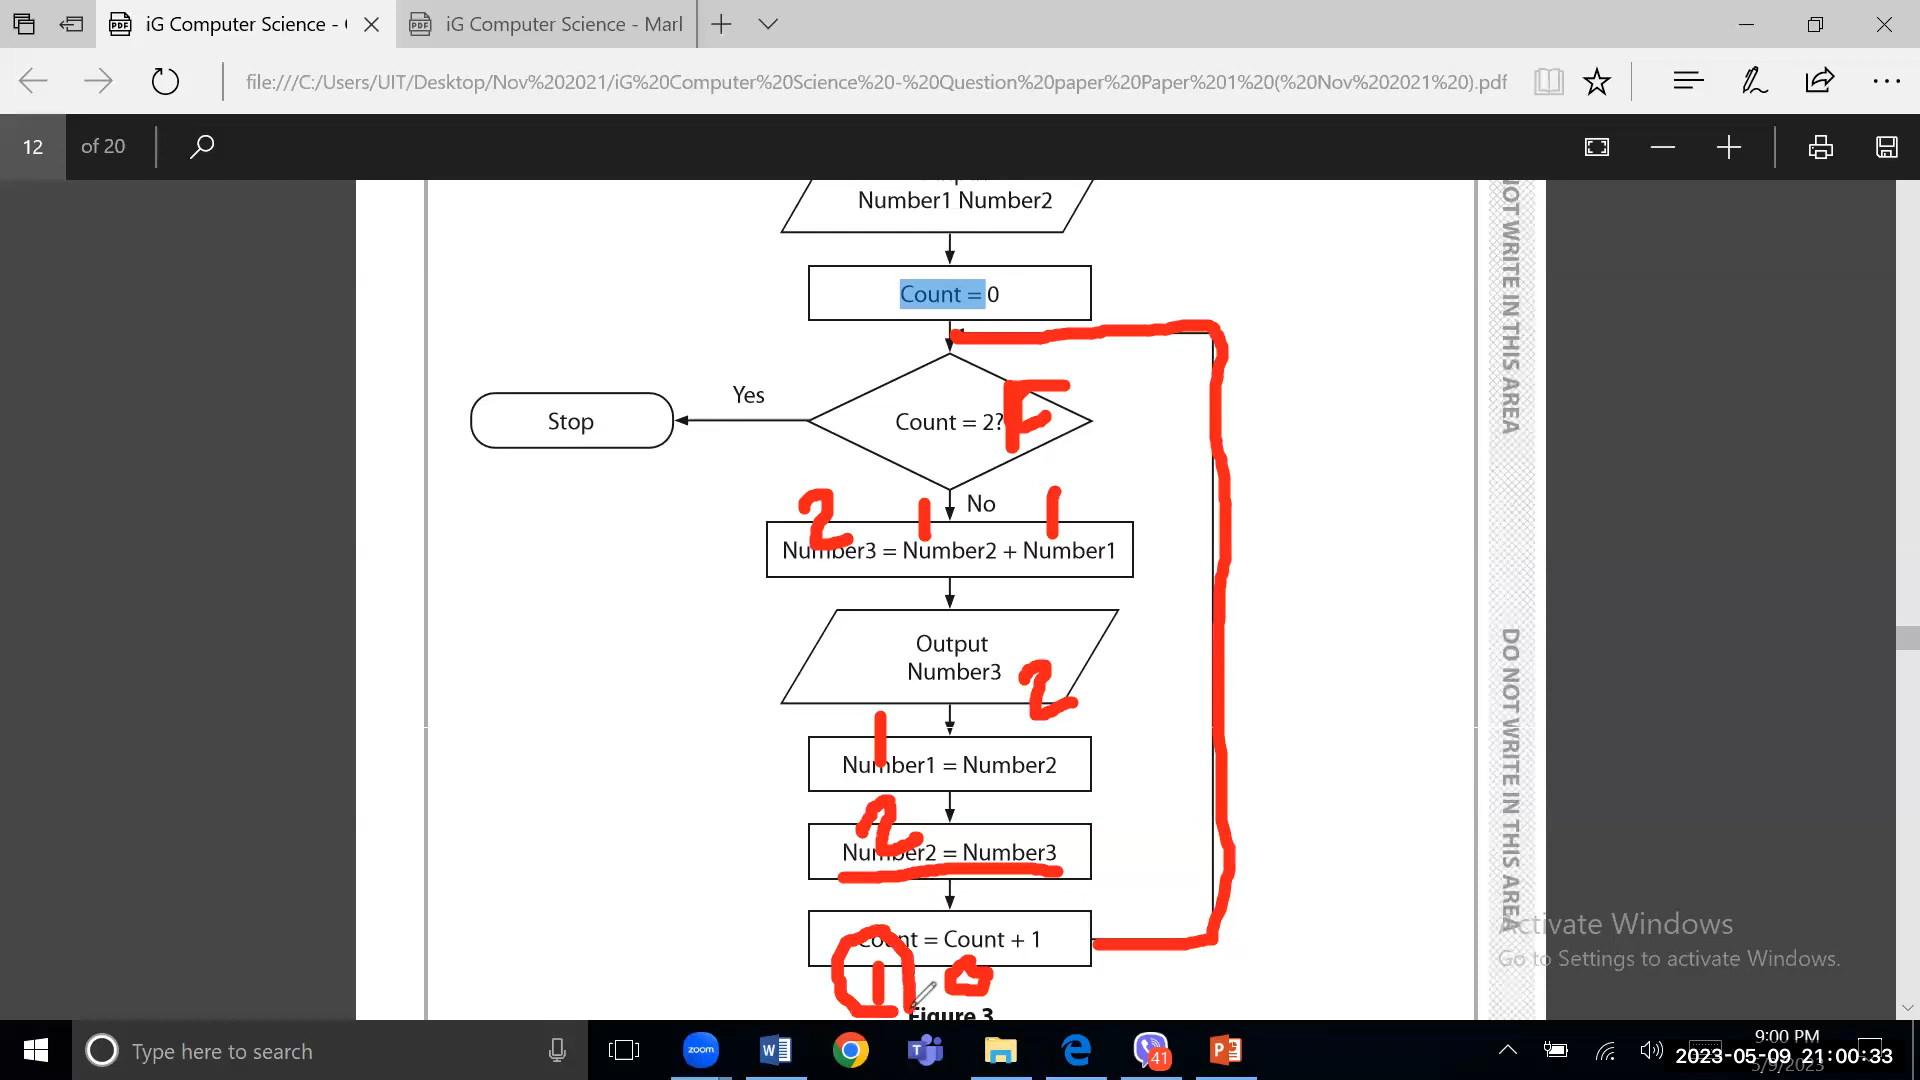 iG Computer Science - (
iG Computer Science - Marl
file:///C:/Users/UIT/Desktop/Nov%202021/iG%20Computer%20Science%20-%20Question%20paper%20Paper%201%20(%20Nov%202021%20).pdf
12 of 20
Number1 Number2
Count = 0
Yes
Stop
Count = 2?
F
No
2 1 1
Number3 = Number2 + Number1
Output
Number3
2
1
Number1 = Number2
2
Number2 = Number3
Count = Count + 1
1 0
Figure 3
NOT WRITE IN THIS AREA
DO NOT WRITE IN THIS AREA
Activate Windows
Go to Settings to activate Windows.
Type here to search
zoom
41
9:00 PM
2023-05-09 21:00:33
5/9/2023